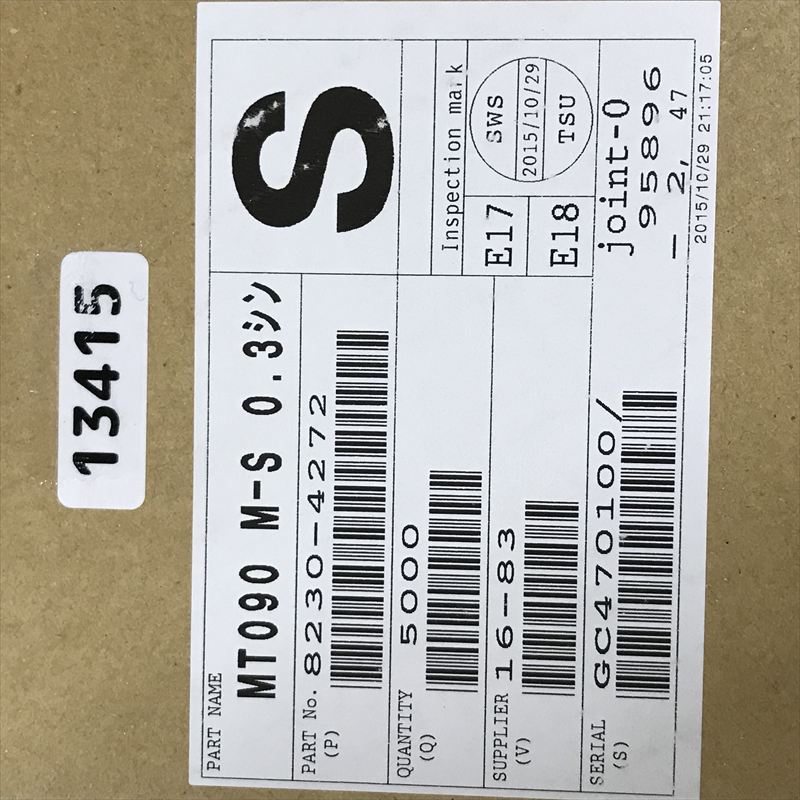 13415
PART NAME
MT090 M-S 0.3シン
S
PART No. 8230-4272
(P)
QUANTITY 5000
(Q)
Inspection mark
SUPPLIER 16-83
(V)
E17
E18
SWS
2015/10/29
TSU
SERIAL GC470100/
(S)
joint-0
95896
- 2, 47
2015/10/29 21:17:05